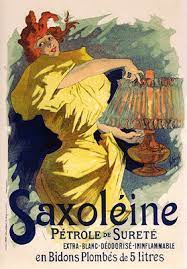 Saxoléine
PÉTROLE DE SURETÉ
EXTRA-BLANC-DÉODORISÉ-ININFLAMMABLE
en Bidons Plombés de 5 litres